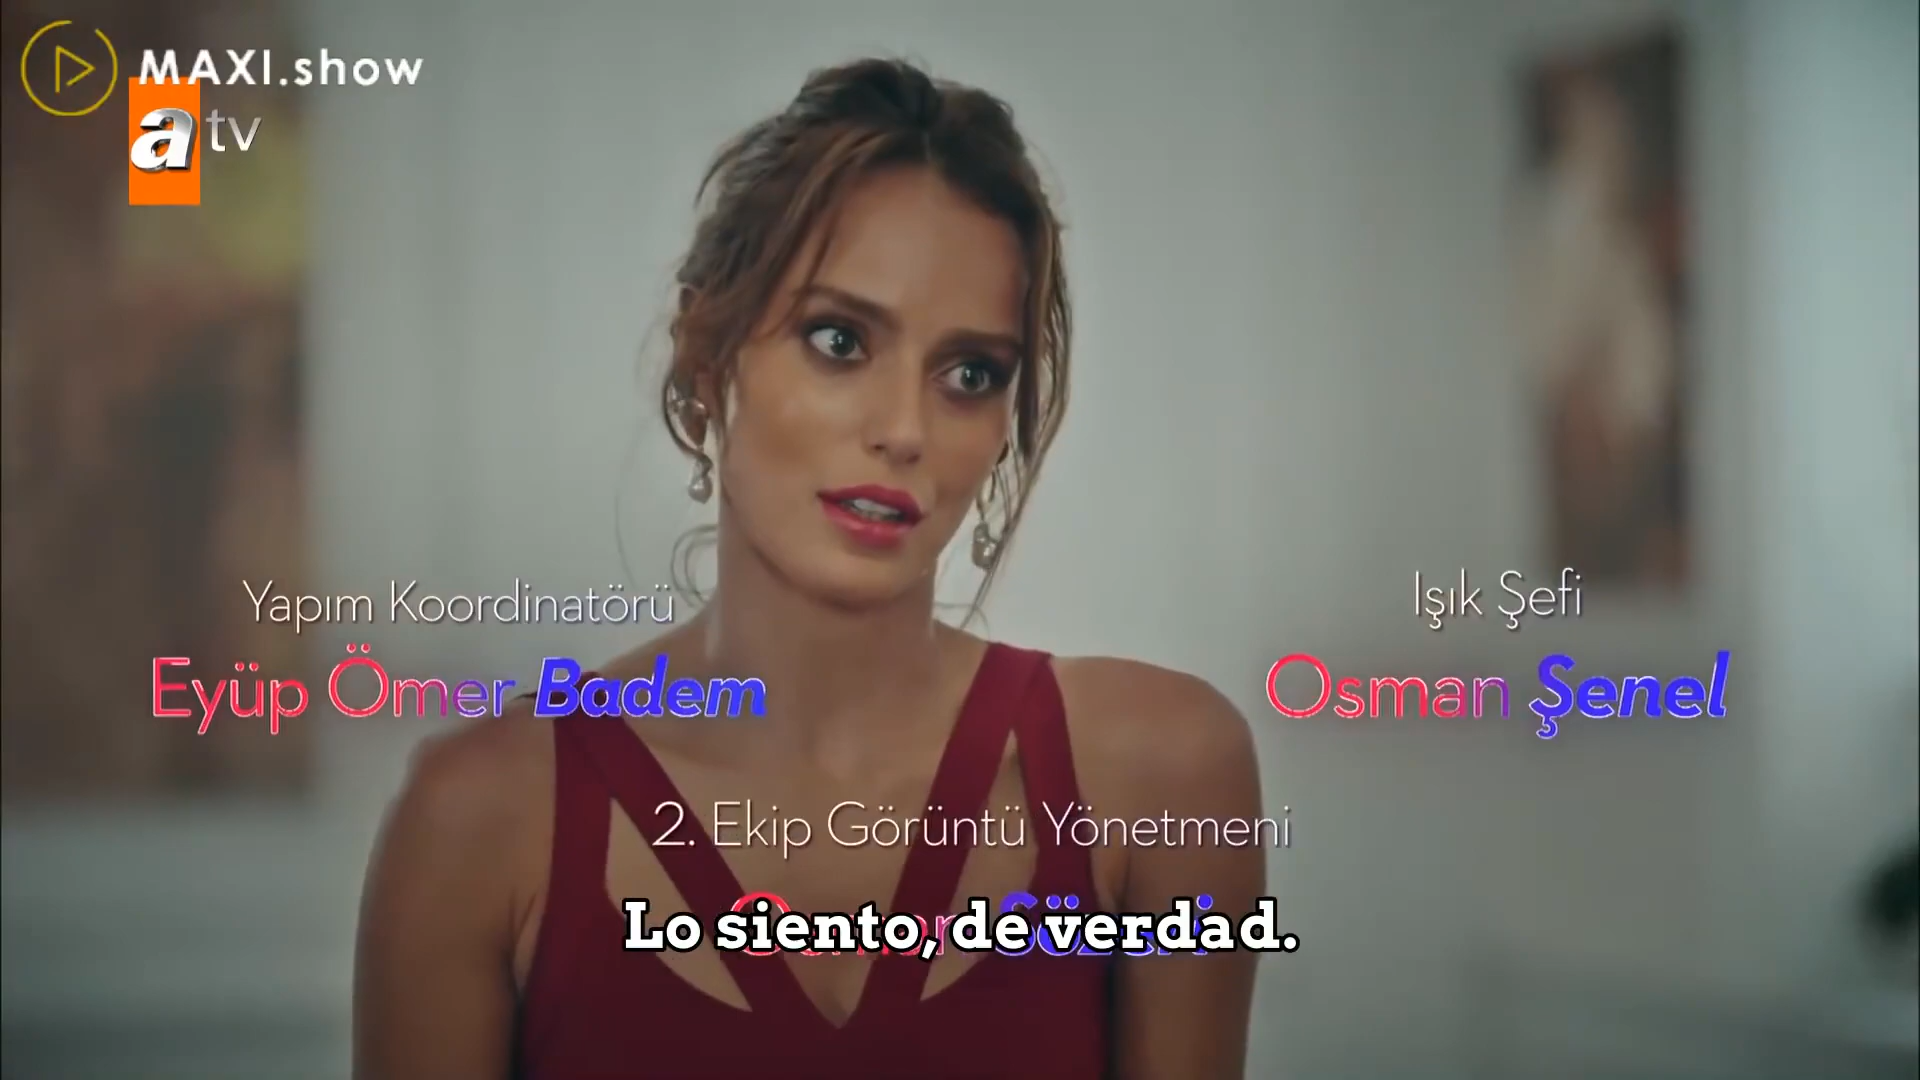 MAXI.show
atv
Yapım Koordinatörü
Eyüp Ömer Badem
Işık Şefi
Osman Şenel
2. Ekip Görüntü Yönetmeni
Lo siento, de verdad.